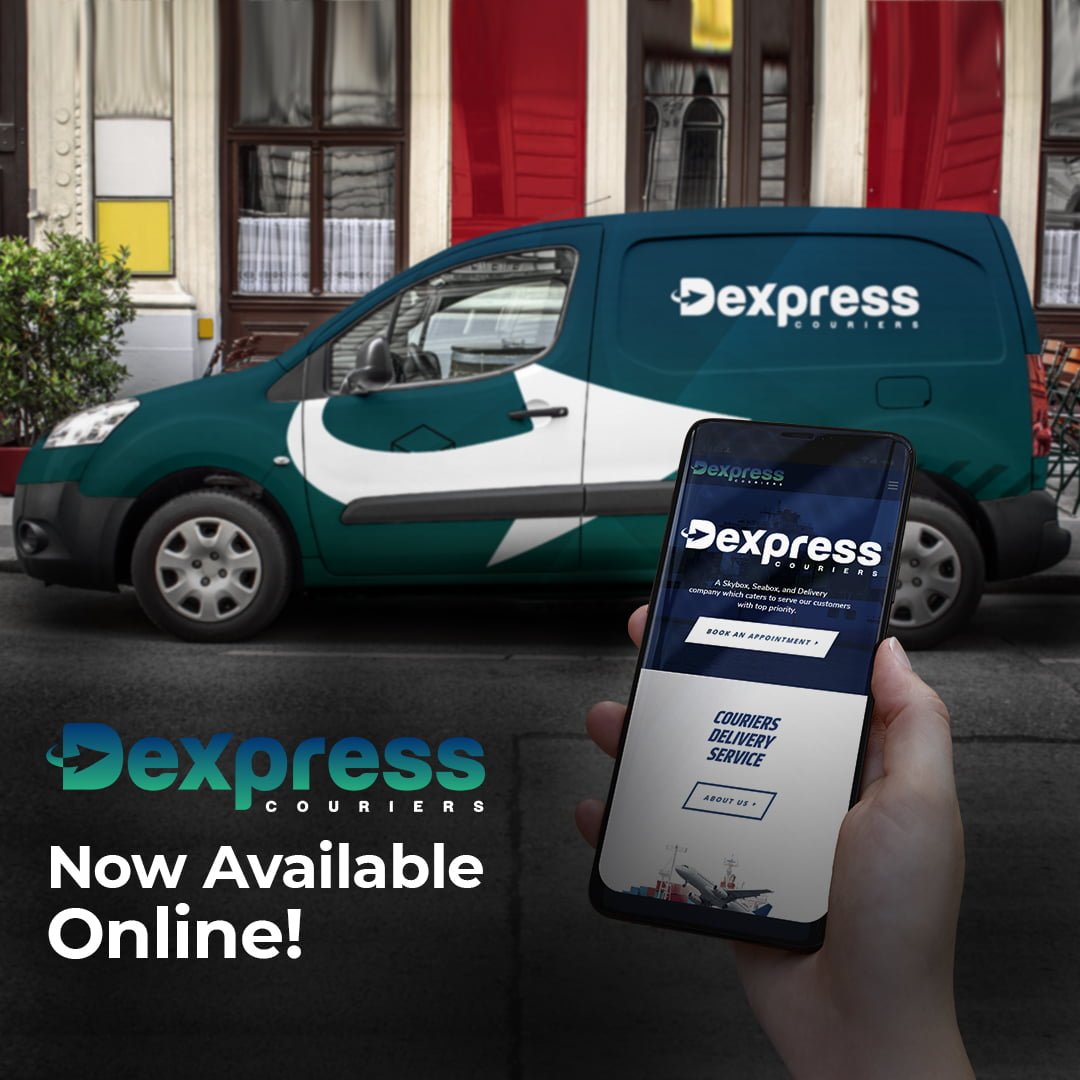 Dexpress
COURIERS
Dexpress
COURIERS
Dexpress
COURIERS
A Skybox, Seabox, and Delivery
company which caters to serve our customers
with top priority.
BOOK AN APPOINTMENT
COURIERS
DELIVERY
SERVICE
ABOUT US
Dexpress
COURIERS
Now Available
Online!